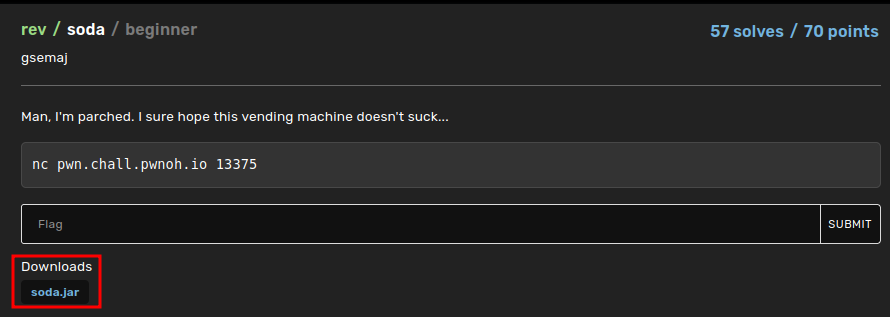 rev / soda / beginner
57 solves / 70 points
gsemaj
Man, I'm parched. I sure hope this vending machine doesn't suck...
nc pwn.chall.pwnoh.io 13375
Flag
SUBMIT
Downloads
soda.jar